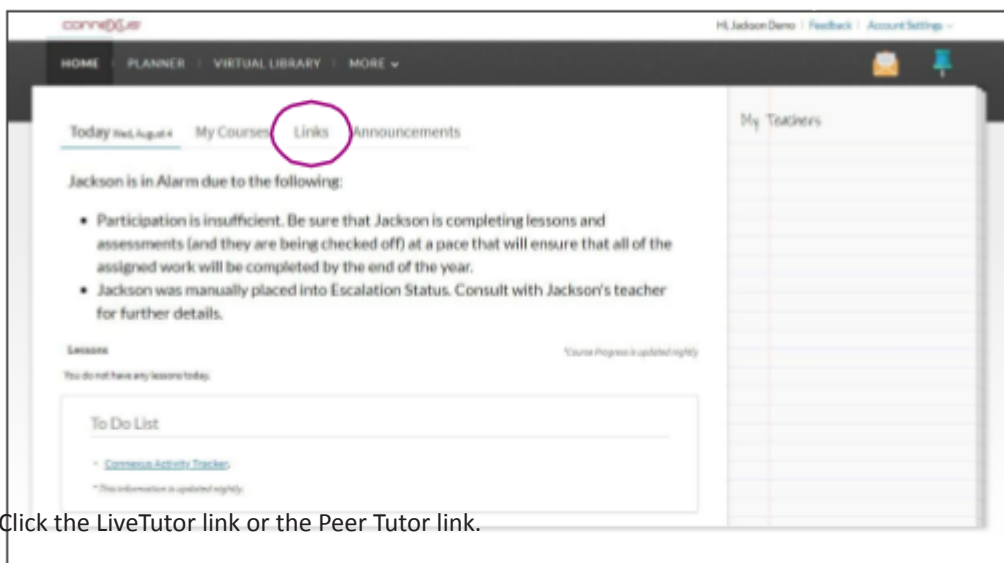 connexus
Hi, Jackson Demo | Feedback | Account Settings
HOME | PLANNER | VIRTUAL LIBRARY | MORE
Today Wed, August 4 My Courses Links Announcements
My Teachers
Jackson is in Alarm due to the following:
• Participation is insufficient. Be sure that Jackson is completing lessons and
assessments (and they are being checked off) at a pace that will ensure that all of the
assigned work will be completed by the end of the year.
• Jackson was manually placed into Escalation Status. Consult with Jackson's teacher
for further details.
Lessons
*Course Progress is updated nightly
You do not have any lessons today.
To Do List
Connexus Activity Tracker.
* This information is updated nightly.
Click the LiveTutor link or the Peer Tutor link.